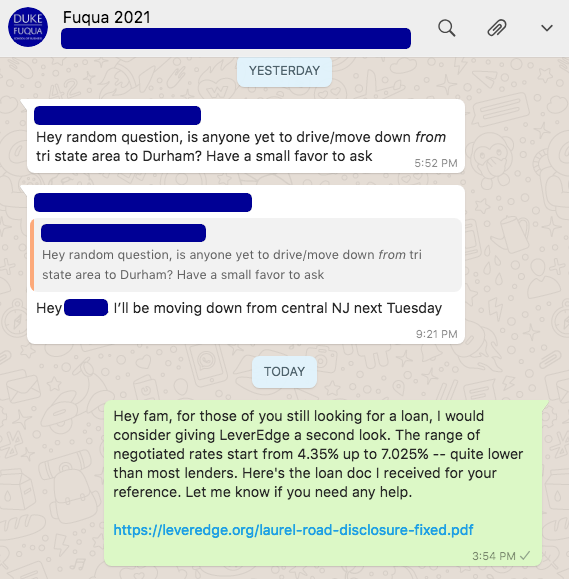 DUKE
FUQUA
Fuqua 2021
YESTERDAY
Hey random question, is anyone yet to drive/move down from
tri state area to Durham? Have a small favor to ask
5:52 PM
Hey random question, is anyone yet to drive/move down from tri
state area to Durham? Have a small favor to ask
Hey I'll be moving down from central NJ next Tuesday
9:21 PM
TODAY
Hey fam, for those of you still looking for a loan, I would
consider giving LeverEdge a second look. The range of
negotiated rates start from 4.35% up to 7.025% -- quite lower
than most lenders. Here's the loan doc I received for your
reference. Let me know if you need any help.
https://leveredge.org/laurel-road-disclosure-fixed.pdf
3:54 PM